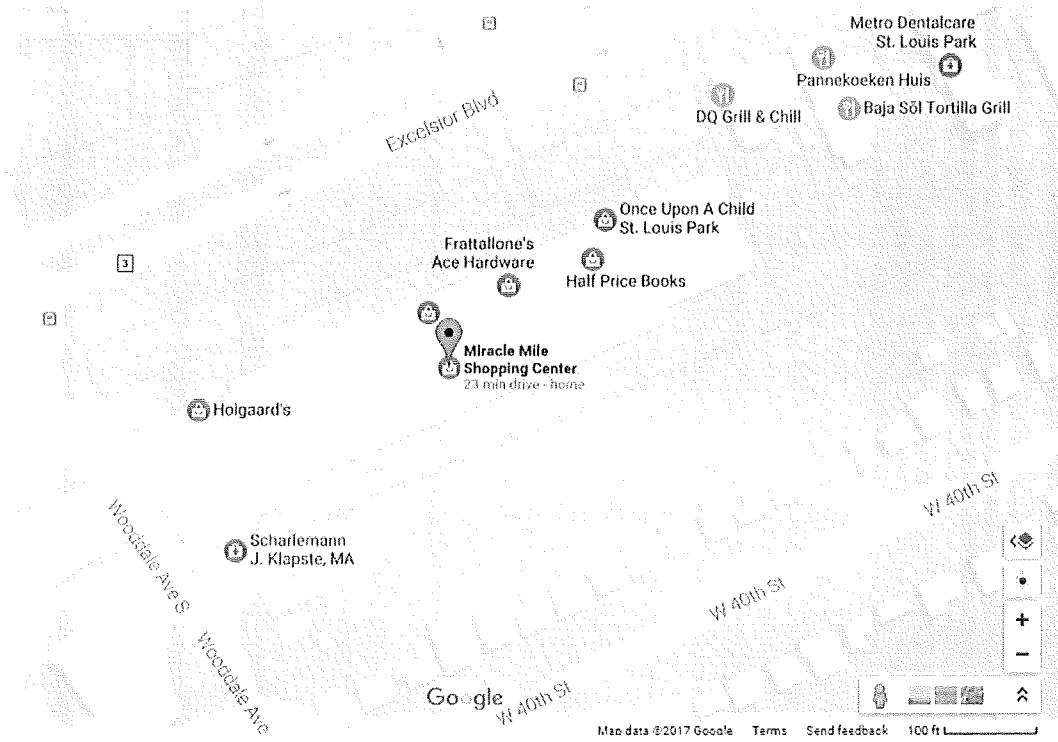 Metro Dentalcare
St. Louis Park
Pannekoeken Huis
DQ Grill & Chill
Baja Sōl Tortilla Grill
Excelsior Blvd
Once Upon A Child
St. Louis Park
Frattallone's
Ace Hardware
3
Half Price Books
Miracle Mile
Shopping Center
23 min drive - home
Hoigaard's
W 40th St
Wooddale Ave S
Scharlemann
J. Klapste, MA
W 40th St
Wooddale Ave
Google
W 40th St
Map data ©2017 Google Terms Send feedback 100 ft